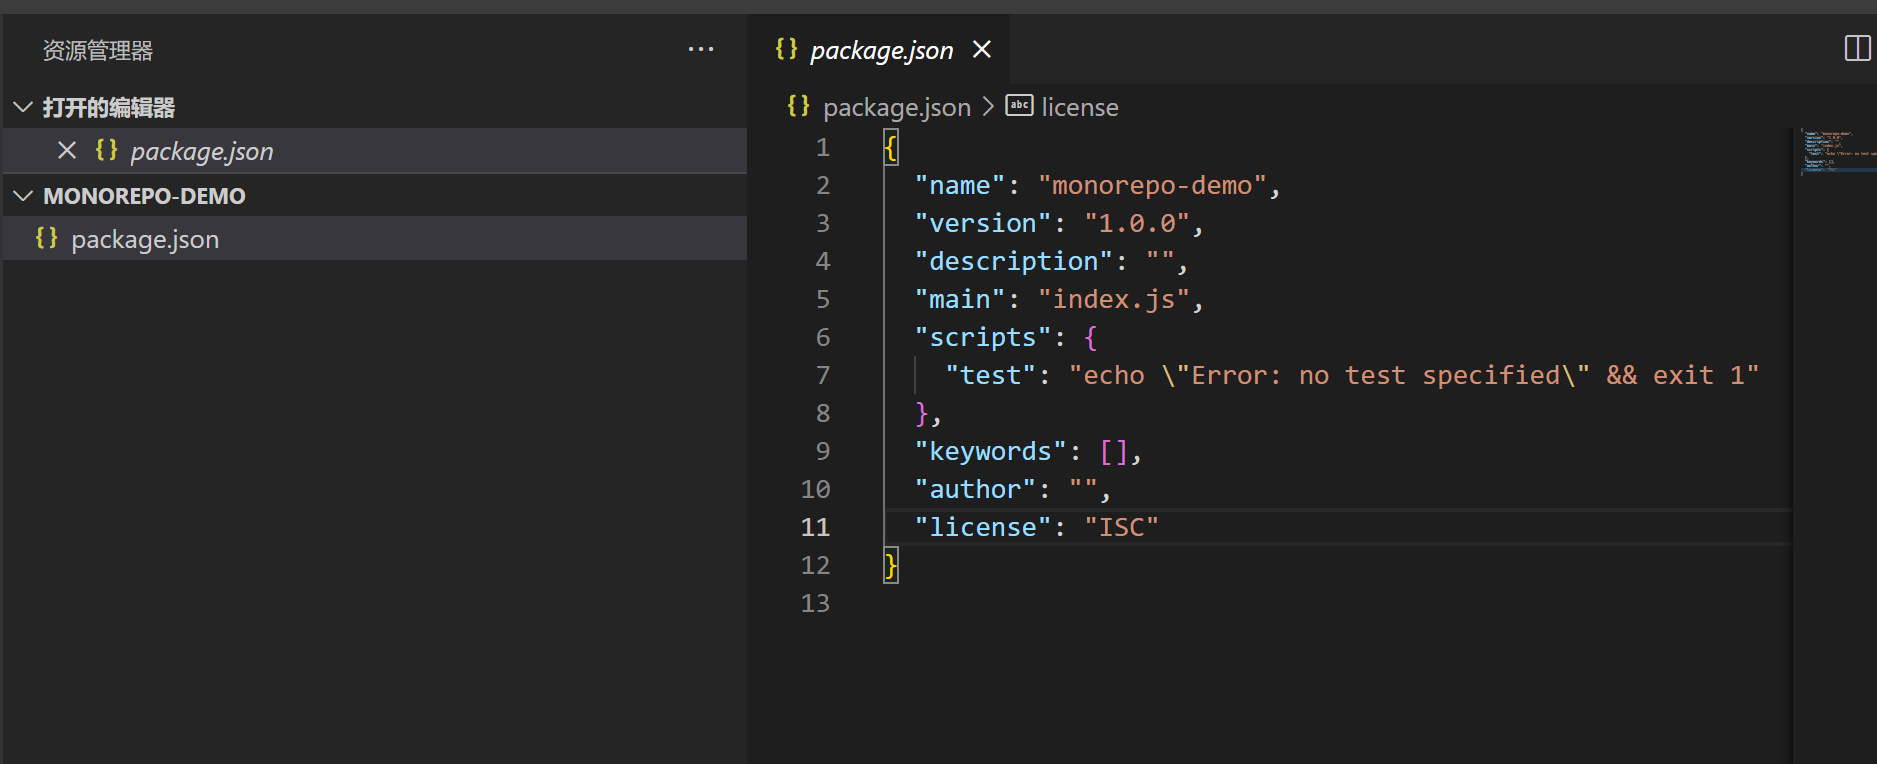 资源管理器
打开的编辑器
package.json
MONOREPO-DEMO
package.json
package.json
package.json > license
1 {
2 "name": "monorepo-demo",
3 "version": "1.0.0",
4 "description": "",
5 "main": "index.js",
6 "scripts": {
7 "test": "echo \"Error: no test specified\" && exit 1"
8 },
9 "keywords": [],
10 "author": "",
11 "license": "ISC"
12 }
13